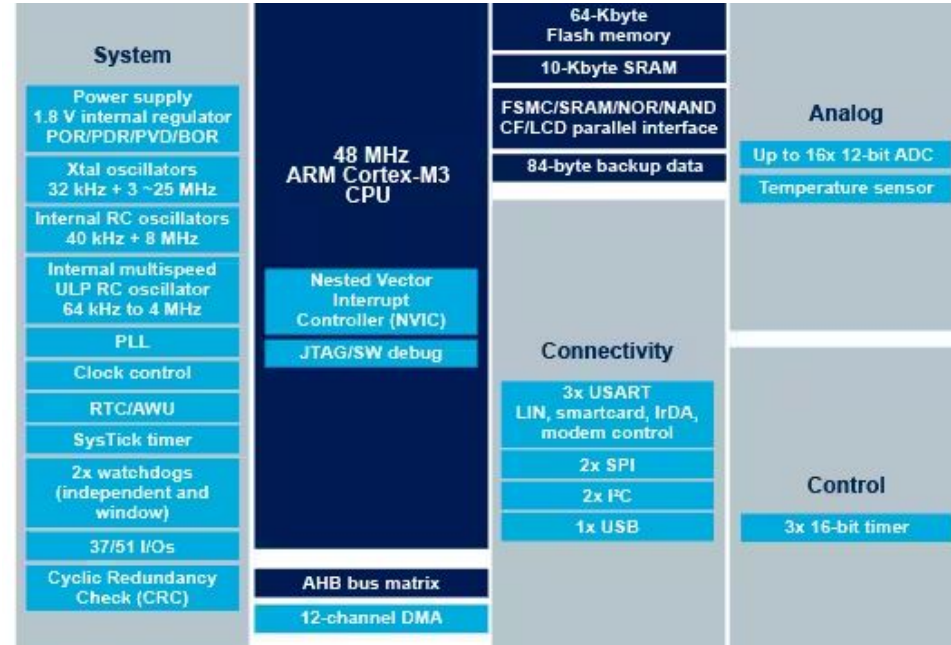 System
Power supply
1.8 V internal regulator
POR/PDR/PVD/BOR
Xtal oscillators
32 kHz + 3 ~25 MHz
Internal RC oscillators
40 kHz + 8 MHz
Internal multispeed
ULP RC oscillator
64 kHz to 4 MHz
PLL
Clock control
RTC/AWU
SysTick timer
2x watchdogs
(independent and
window)
37/51 I/Os
Cyclic Redundancy
Check (CRC)
48 MHz
ARM Cortex-M3
CPU
Nested Vector
Interrupt
Controller (NVIC)
JTAG/SW debug
AHB bus matrix
12-channel DMA
64-Kbyte
Flash memory
10-Kbyte SRAM
FSMC/SRAM/NOR/NAND
CF/LCD parallel interface
84-byte backup data
Connectivity
3x USART
LIN, smartcard, IrDA,
modem control
2x SPI
2x I²C
1x USB
Analog
Up to 16x 12-bit ADC
Temperature sensor
Control
3x 16-bit timer